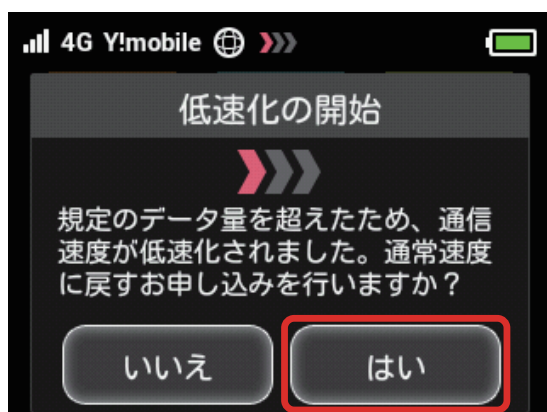 4G Y!mobile
低速化の開始
規定のデータ量を超えたため、通信
速度が低速化されました。通常速度
に戻すお申し込みを行いますか？
いいえ はい